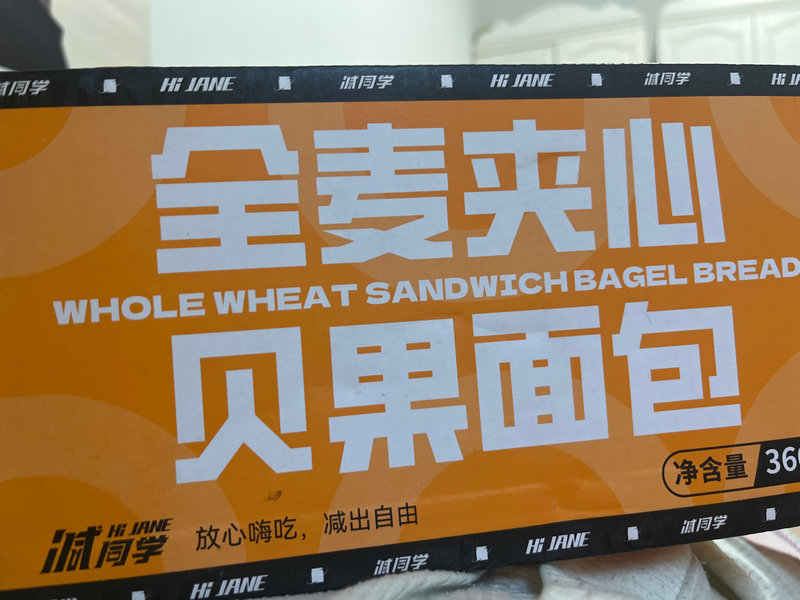 减同学 HI JANE 减同学 HI JANE 减同学
全麦夹心
WHOLE WHEAT SANDWICH BAGEL BREAD
贝果面包
净含量
减同学 HI JANE
放心嗨吃，减出自由
HI JANE 减同学 HI JANE 减同学